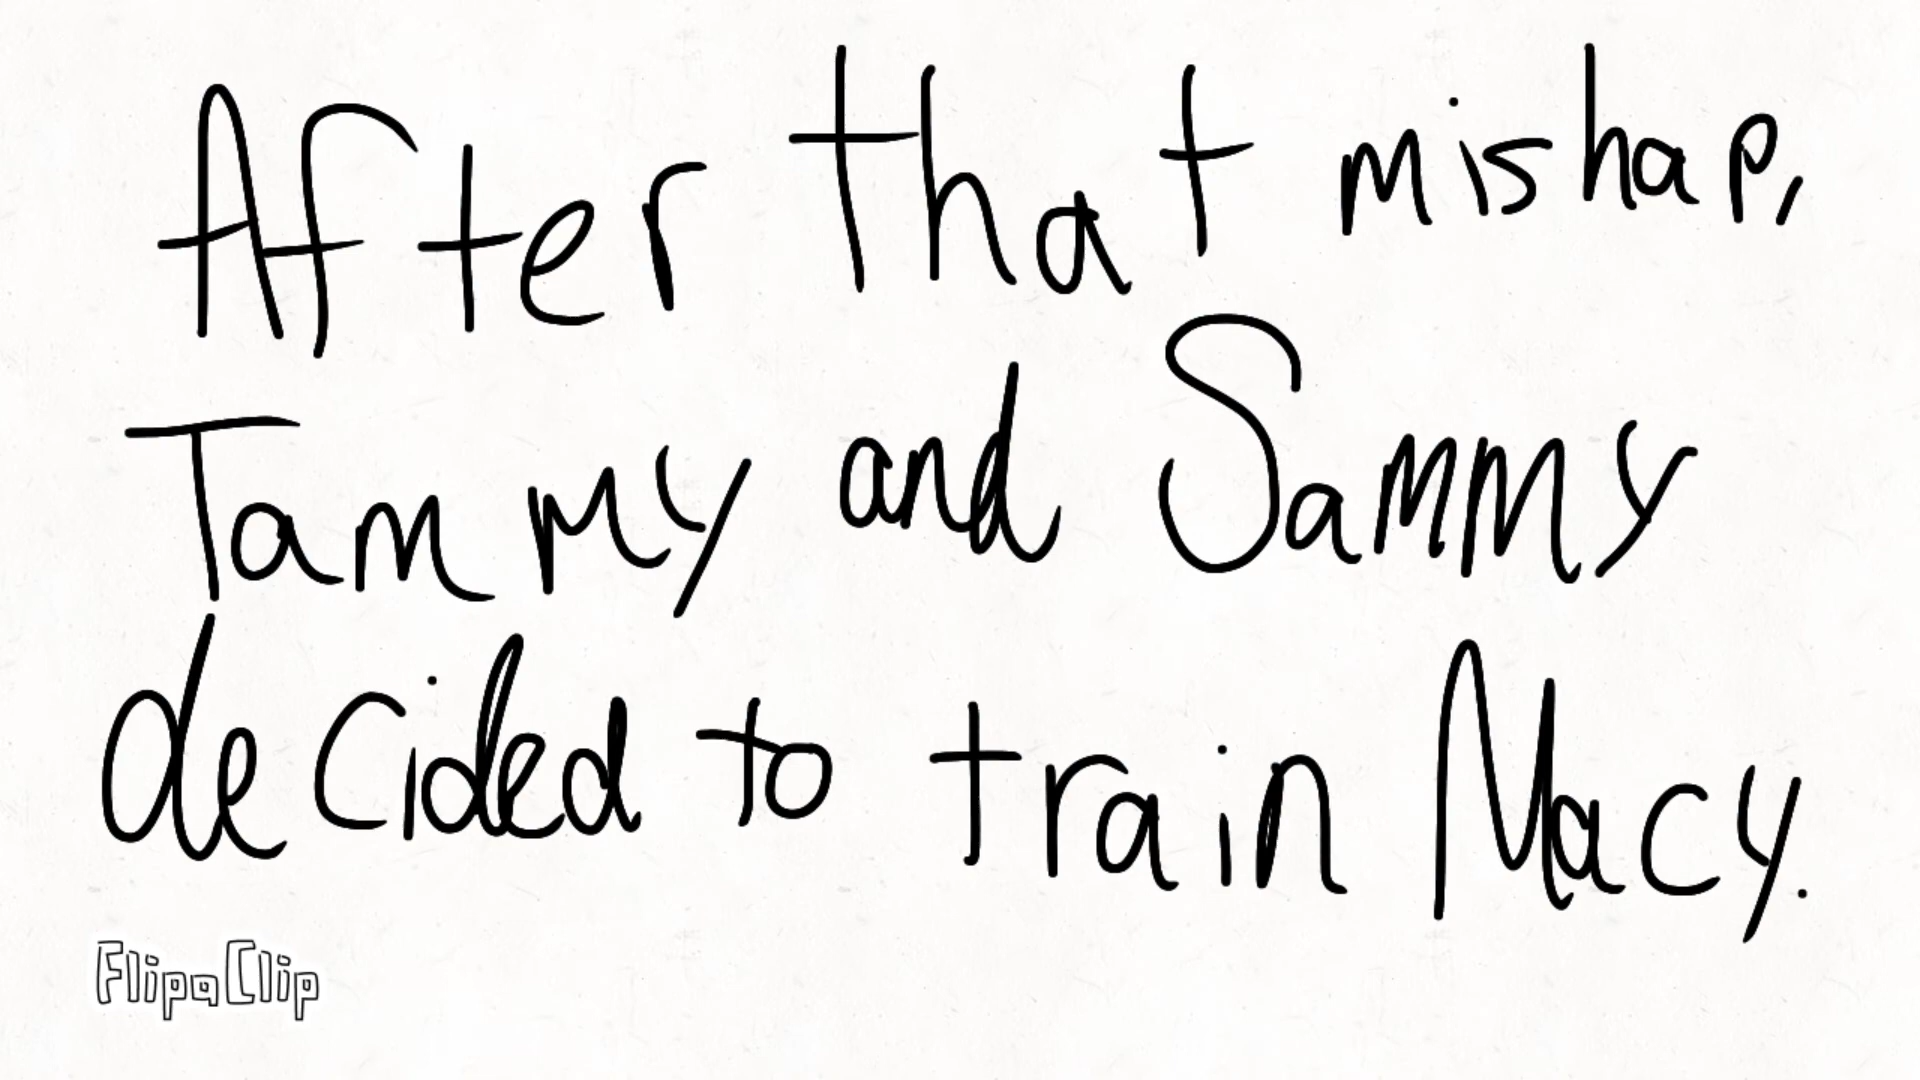 After that mishap,
Tammy and Sammy
decided to train Macy.
FlipaClip